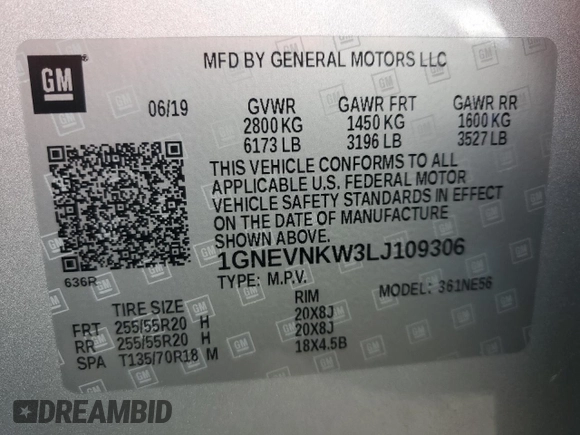 GM
MFD BY GENERAL MOTORS LLC
06/19 GVWR GAWR FRT GAWR RR
2800 KG 1450 KG 1600 KG
6173 LB 3196 LB 3527 LB
THIS VEHICLE CONFORMS TO ALL
APPLICABLE U.S. FEDERAL MOTOR
VEHICLE SAFETY STANDARDS IN EFFECT
ON THE DATE OF MANUFACTURE
SHOWN ABOVE.
636R
1GNEVNKW3LJ109306
TYPE: M.P.V. MODEL: 361NE56
TIRE SIZE RIM
FRT 255/55R20 H 20X8J
RR 255/55R20 H 20X8J
SPA T135/70R18 M 18X4.5B
DREAMBID